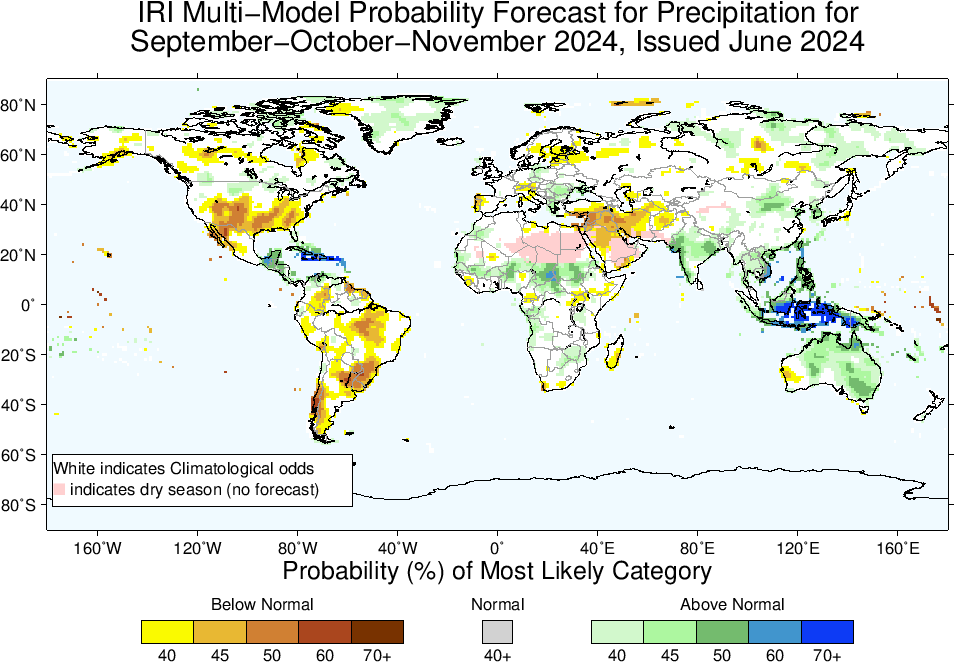 IRI Multi−Model Probability Forecast for Precipitation for
September−October−November 2024, Issued June 2024
80˚N
60˚N
40˚N
20˚N
0˚
20˚S
40˚S
60˚S
80˚S
White indicates Climatological odds
indicates dry season (no forecast)
160˚W 120˚W 80˚W 40˚W 0˚ 40˚E 80˚E 120˚E 160˚E
Probability (%) of Most Likely Category
Below Normal Normal Above Normal
40 45 50 60 70+ 40+ 40 45 50 60 70+